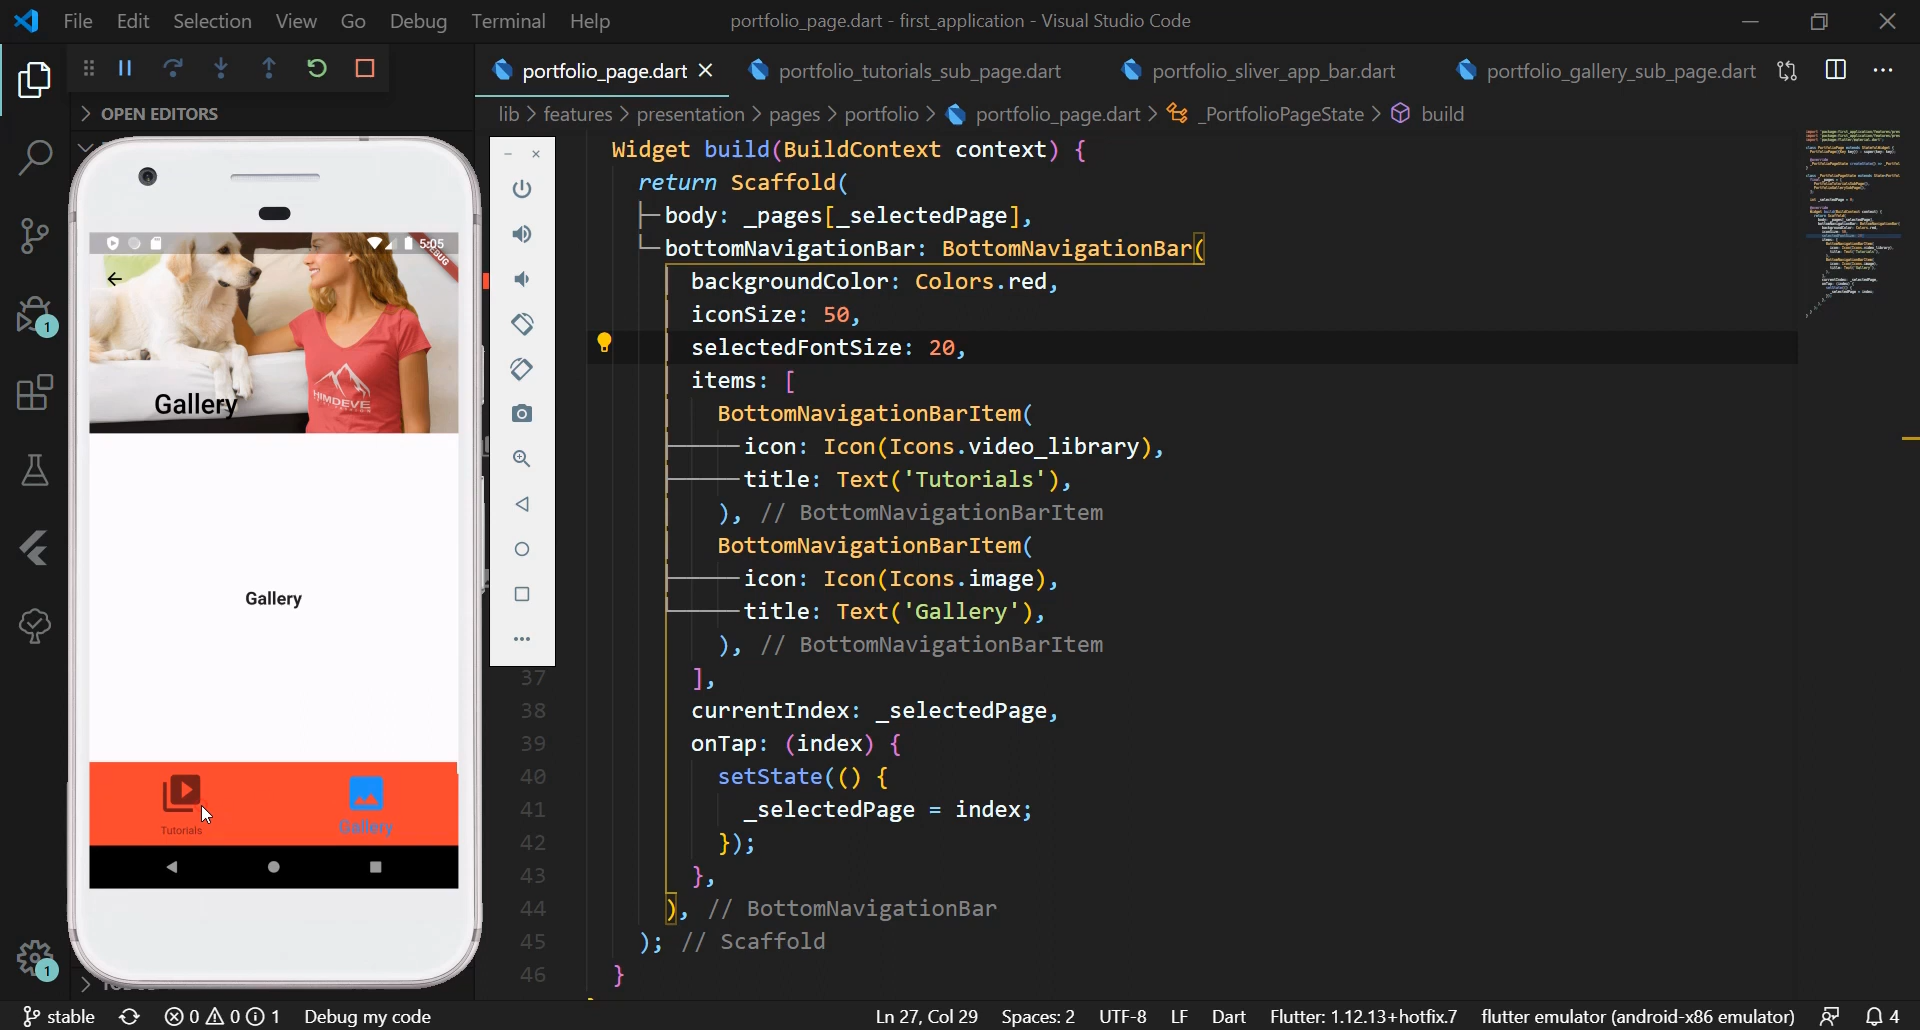 File Edit Selection View Go Debug Terminal Help
portfolio_page.dart - first_application - Visual Studio Code
portfolio_page.dart
portfolio_tutorials_sub_page.dart
portfolio_sliver_app_bar.dart
portfolio_gallery_sub_page.dart
OPEN EDITORS
lib > features > presentation > pages > portfolio > portfolio_page.dart > _PortfolioPageState > build
Widget build(BuildContext context) {
return Scaffold(
body: _pages[_selectedPage],
bottomNavigationBar: BottomNavigationBar(
backgroundColor: Colors.red,
iconSize: 50,
selectedFontSize: 20,
items: [
BottomNavigationBarItem(
icon: Icon(Icons.video_library),
title: Text('Tutorials'),
), // BottomNavigationBarItem
BottomNavigationBarItem(
icon: Icon(Icons.image),
title: Text('Gallery'),
), // BottomNavigationBarItem
37 ],
38 currentIndex: _selectedPage,
39 onTap: (index) {
40 setState(() {
41 _selectedPage = index;
42 });
43 },
44 ), // BottomNavigationBar
45 ); // Scaffold
46 }
5:05
DEBUG
HIMDEVE
Gallery
Gallery
Tutorials
Gallery
1
1
stable
0 0 1
Debug my code
Ln 27, Col 29
Spaces: 2
UTF-8
LF
Dart
Flutter: 1.12.13+hotfix.7
flutter emulator (android-x86 emulator)
4